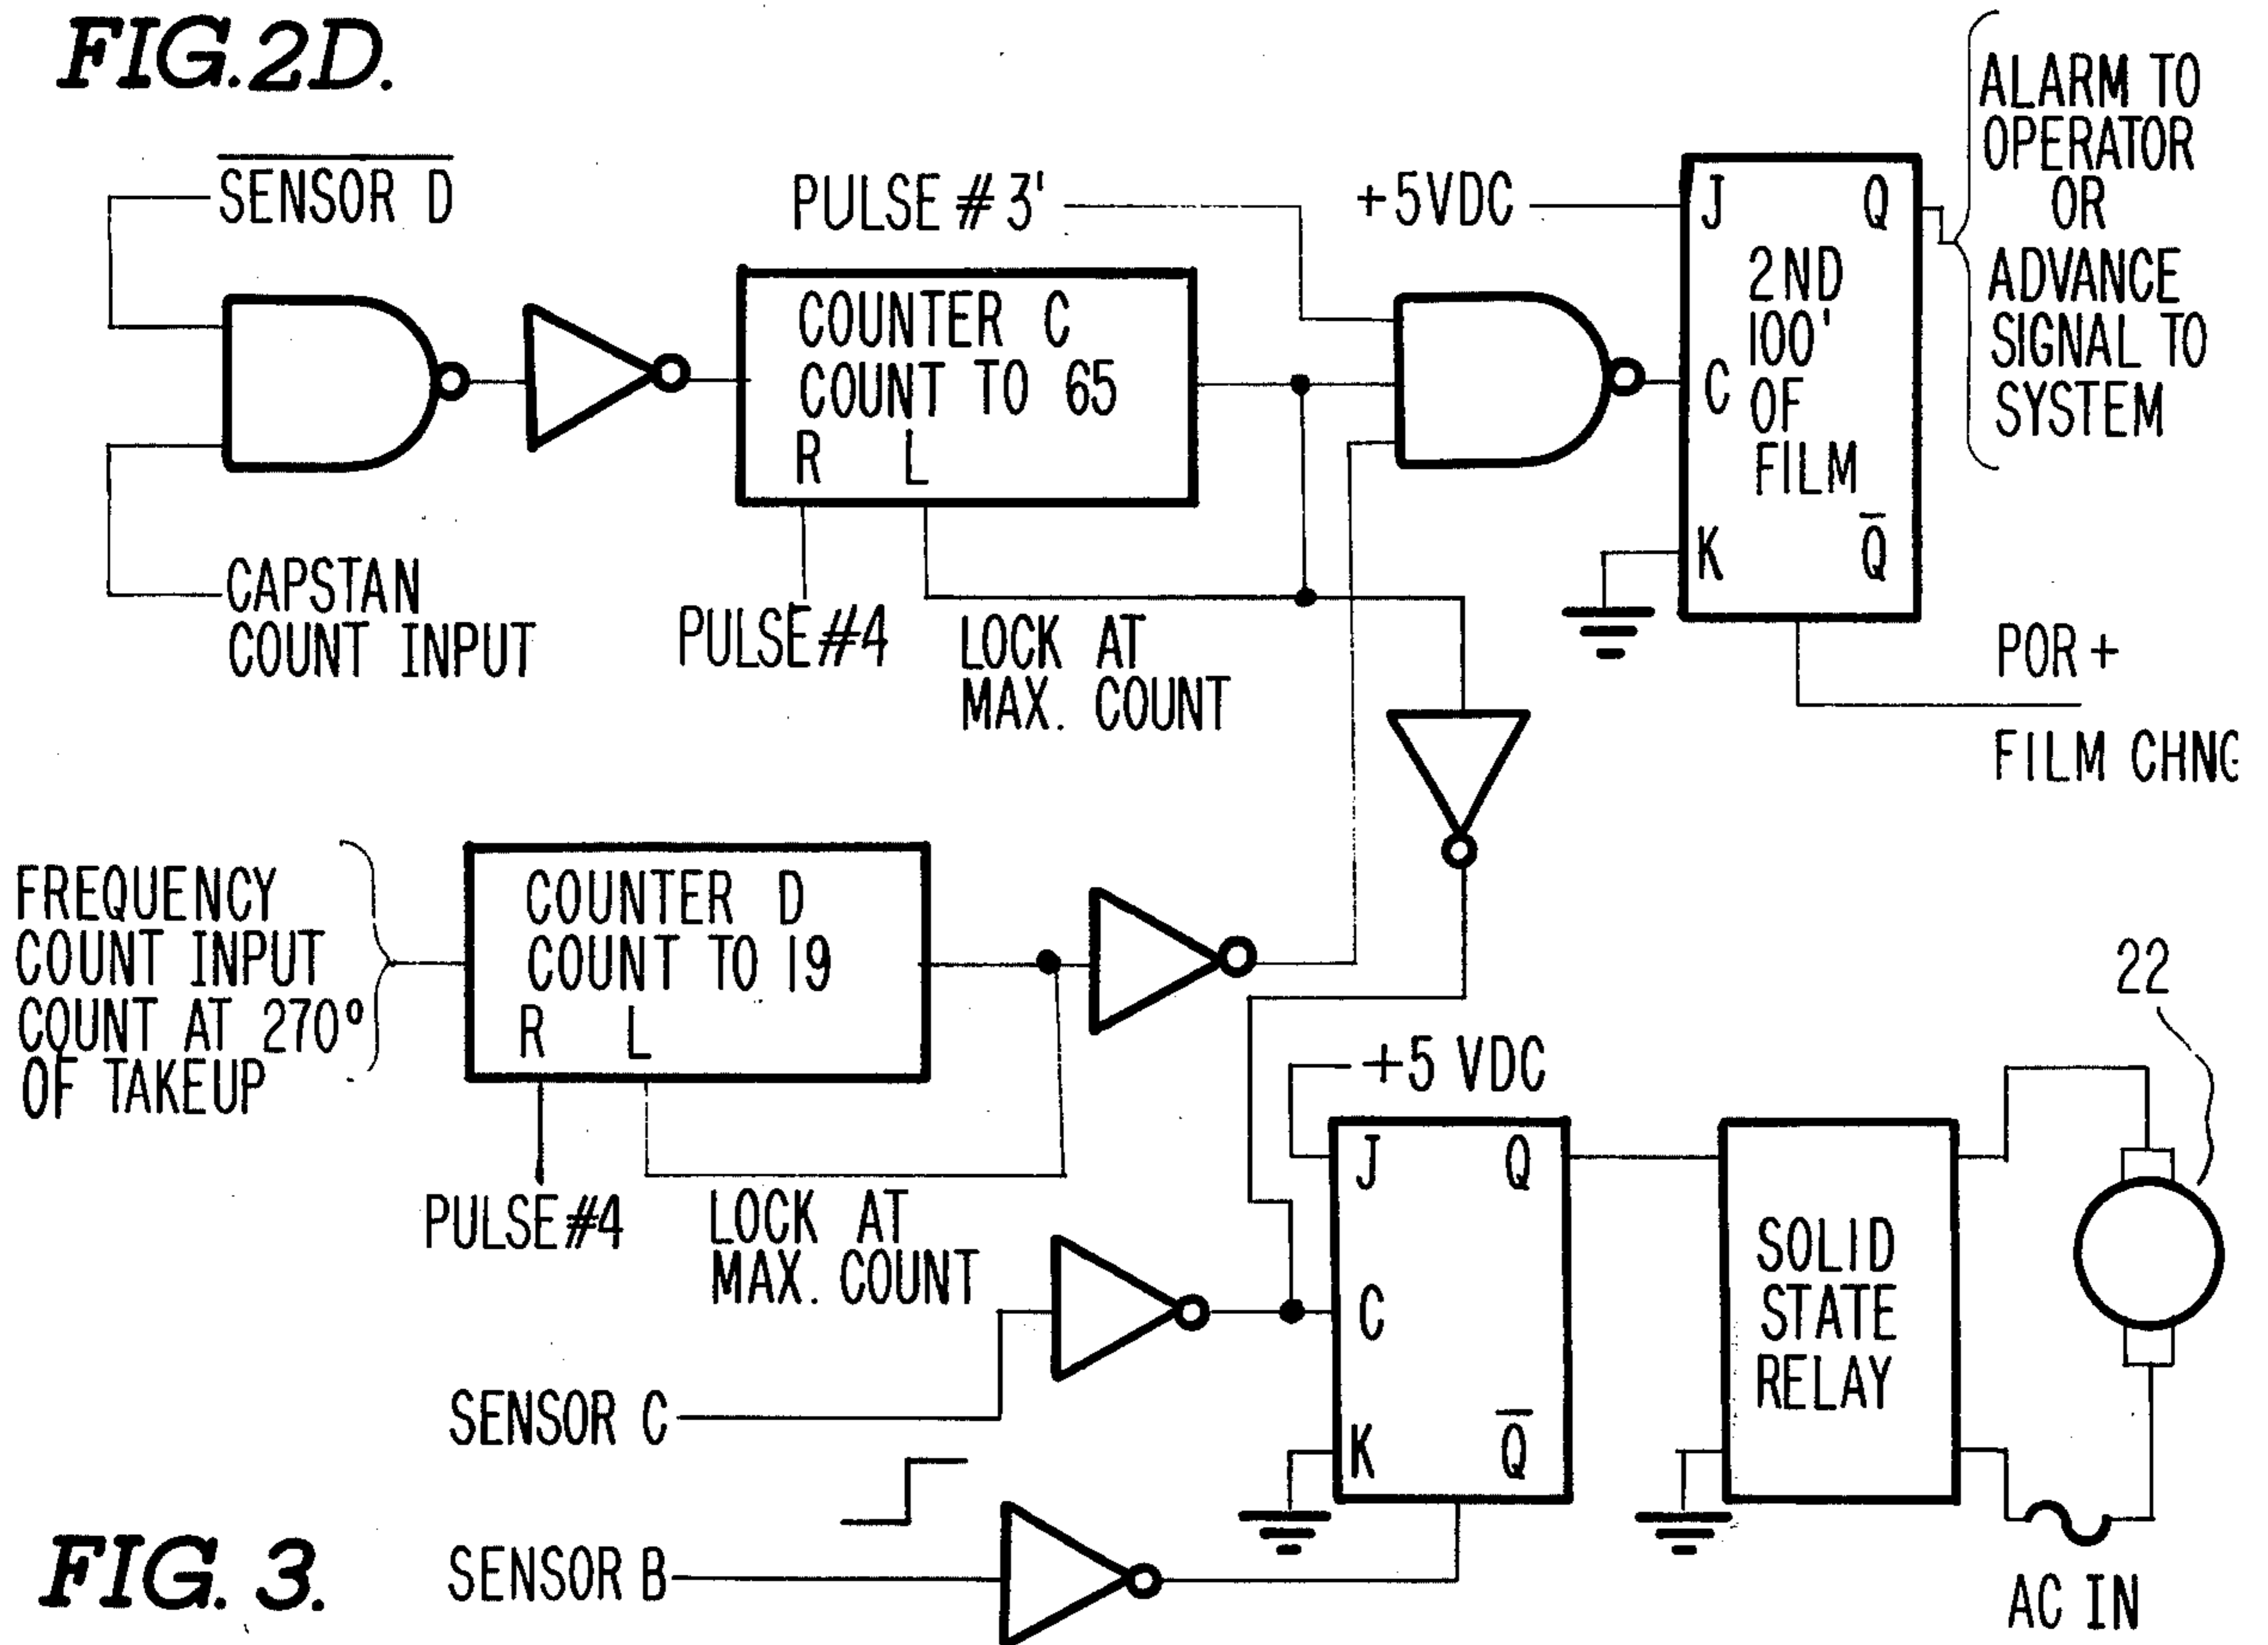 FIG.2D.
SENSOR D
PULSE #3'
+5VDC
J
Q
ALARM TO
OPERATOR
OR
ADVANCE
SIGNAL TO
SYSTEM
COUNTER C
COUNT TO 65
R L
2ND
100'
OF
FILM
C
K
Q̅
CAPSTAN
COUNT INPUT
PULSE#4
LOCK AT
MAX. COUNT
POR +
FILM CHNG
FREQUENCY
COUNT INPUT
COUNT AT 270°
OF TAKEUP
COUNTER D
COUNT TO 19
R L
PULSE#4
LOCK AT
MAX. COUNT
22
+5 VDC
J
Q
C
K
Q̅
SOLID
STATE
RELAY
SENSOR C
SENSOR B
AC IN
FIG. 3.